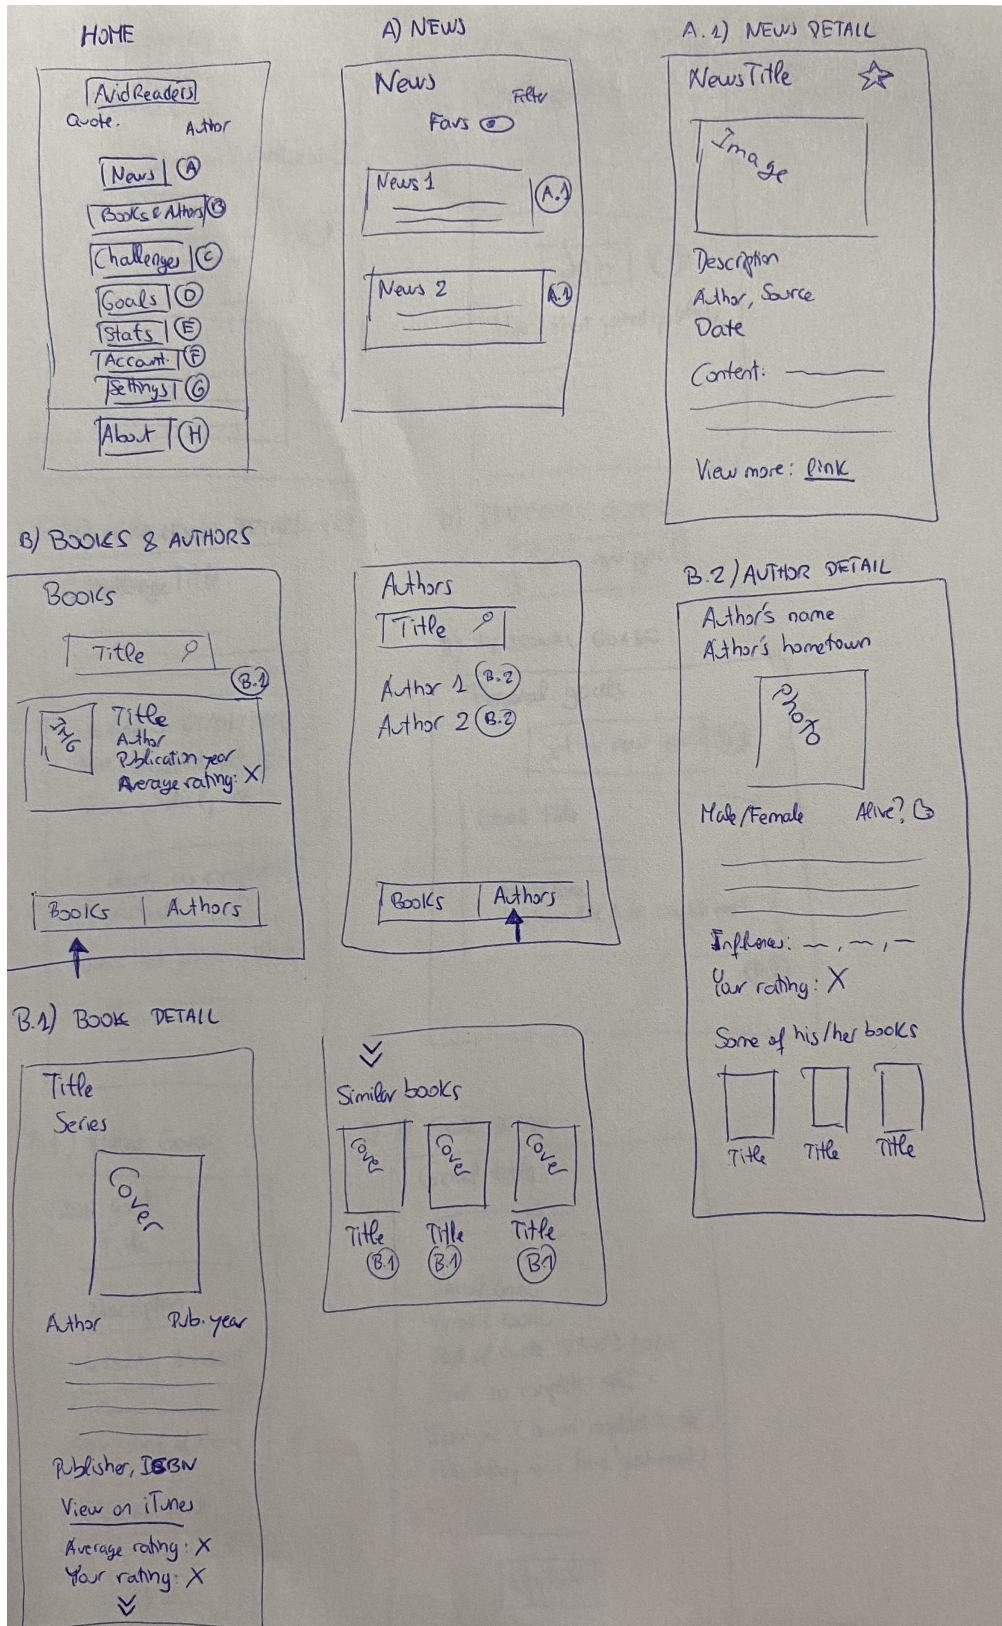 HOME
AvidReaders
Quote.
Author
News A
Books & Athors B
Challenges C
Goals D
Stats E
Account F
Settings G
About H
A) NEWS
News
Filter
Favs
News 1
A.1
News 2
A.1
A.1) NEWS DETAIL
News Title
Image
Description
Author, Source
Date
Content:
View more: link
B) BOOKS & AUTHORS
Books
Title
B.1
Title
Author
Publication year
Average rating: X
Books Authors
Authors
Title
Author 1 B.2
Author 2 B.2
Books Authors
B.2) AUTHOR DETAIL
Author's name
Author's hometown
Photo
Male/Female Alive?
Your rating: X
Some of his/her books
Title Title Title
B.1) BOOK DETAIL
Title
Series
Cover
Author Pub. year
Publisher, ISBN
View on iTunes
Average rating: X
Your rating: X
Similar books
Cover Cover Cover
Title Title Title
B.1 B.1 B.1